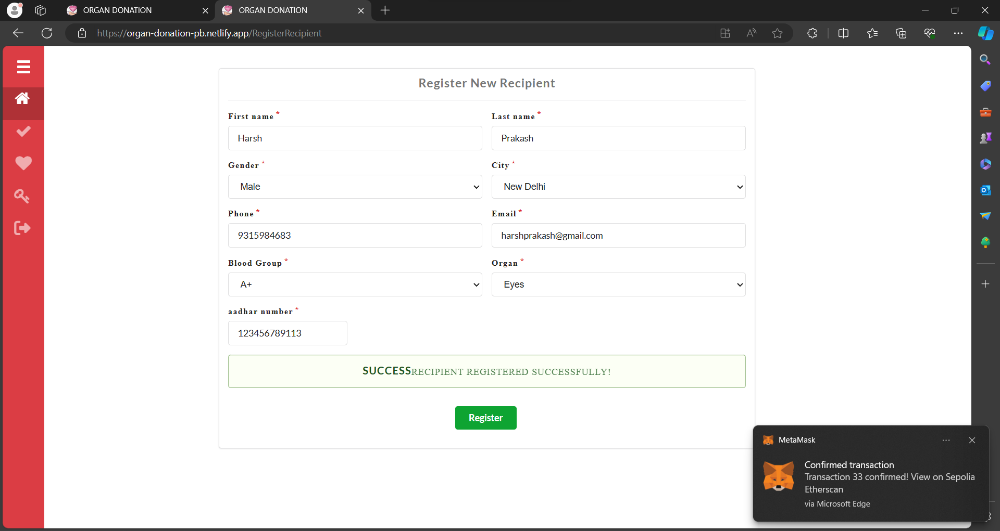 ORGAN DONATION
ORGAN DONATION
https://organ-donation-pb.netlify.app/RegisterRecipient
Register New Recipient
First name * Last name *
Harsh Prakash
Gender * City *
Male New Delhi
Phone * Email *
9315984683 harshprakash@gmail.com
Blood Group * Organ *
A+ Eyes
aadhar number *
123456789113
SUCCESSRECIPIENT REGISTERED SUCCESSFULLY!
Register
MetaMask
Confirmed transaction
Transaction 33 confirmed! View on Sepolia
Etherscan
via Microsoft Edge